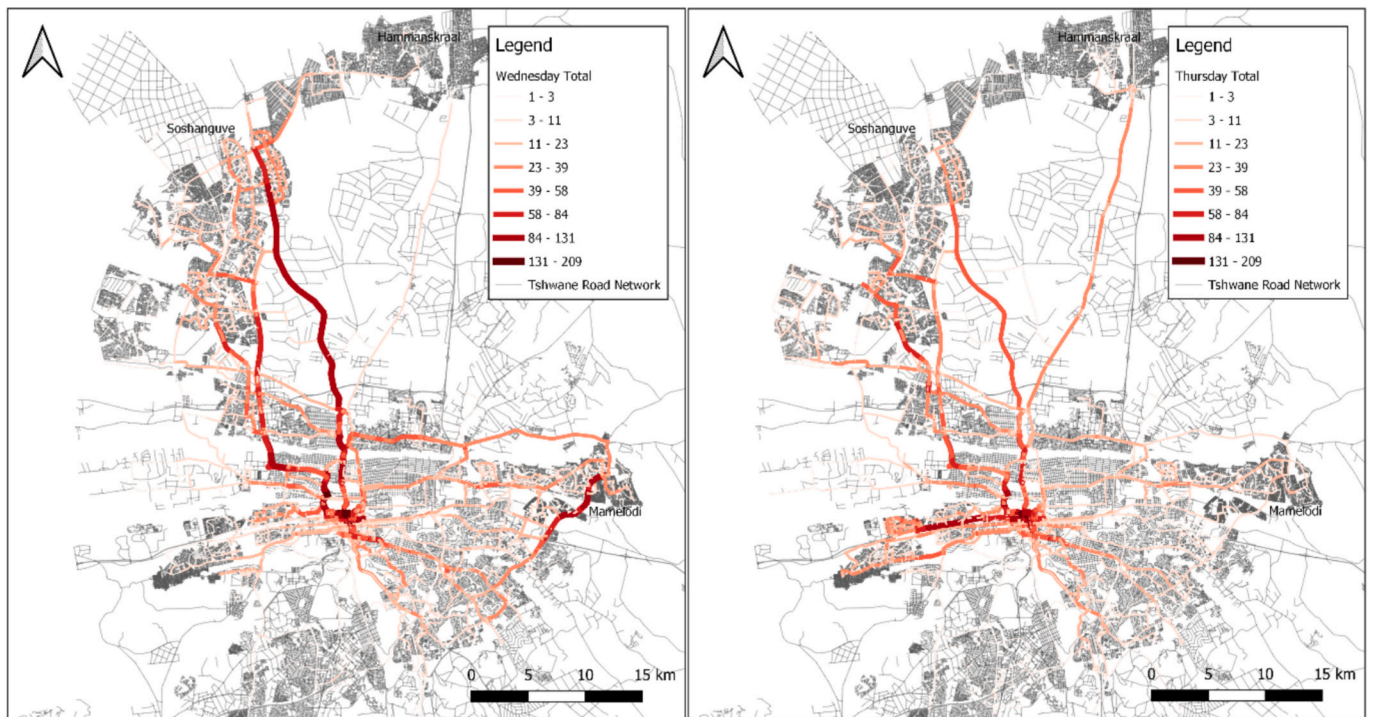 Hammanskraal
Soshanguve
Mamelodi
Legend
Wednesday Total
1 - 3
3 - 11
11 - 23
23 - 39
39 - 58
58 - 84
84 - 131
131 - 209
Tshwane Road Network
0 5 10 15 km
Hammanskraal
Soshanguve
Mamelodi
Legend
Thursday Total
1 - 3
3 - 11
11 - 23
23 - 39
39 - 58
58 - 84
84 - 131
131 - 209
Tshwane Road Network
0 5 10 15 km